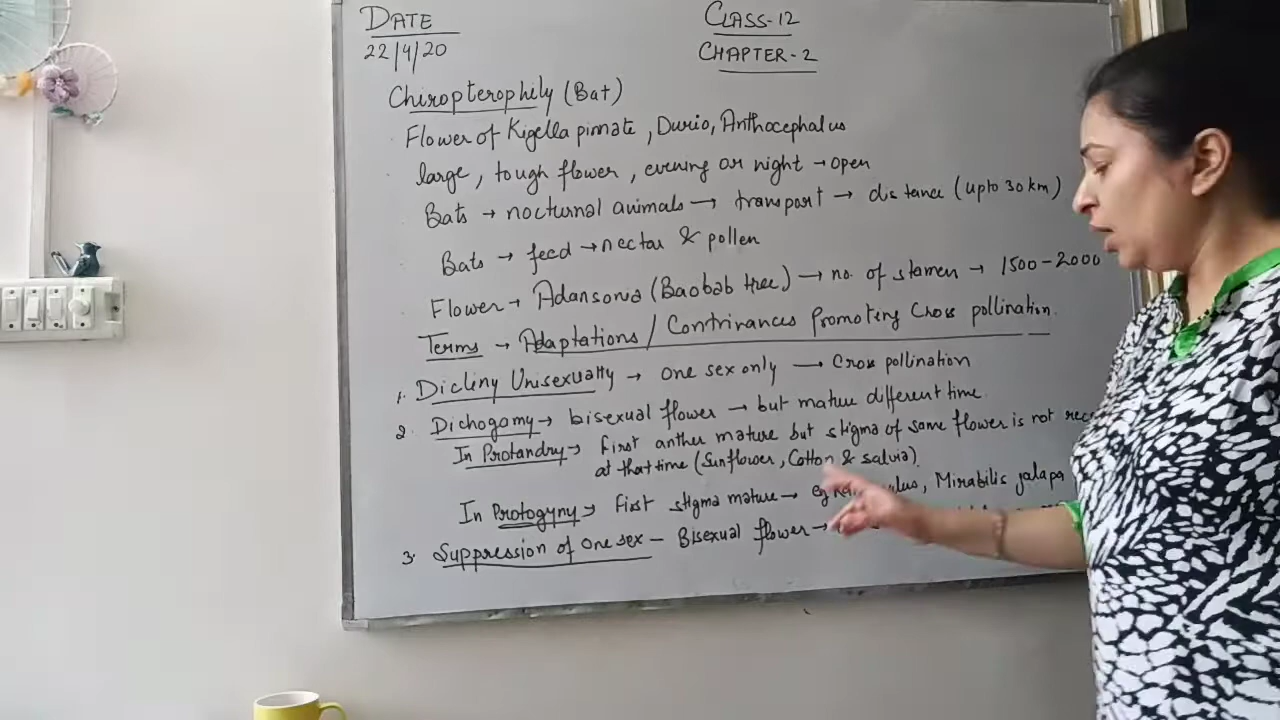 DATE
22/4/20
CLASS-12
CHAPTER-2
Chiropterophily (Bat)
Flower of Kigella pinnate, Durio, Anthocephalus
large, tough flower, evening or night → open
Bats → nocturnal animals → transport → distance (upto 30 km)
Bats → feed → nectar & pollen
Flower → Adansonia (Baobab tree) → no. of stamen → 1500-2000
Terms → Adaptations / Contrivances Promoting Cross pollination.
1. Dicliny Unisexually → one sex only → Cross pollination
2. Dichogomy → bisexual flower → but mature different time.
In Protandry → First anther mature but stigma of same flower is not
at that time (Sunflower, Cotton & salvia).
In Protogyny → First stigma mature → Mirabilis jalapa
3. Suppression of One sex - Bisexual flower →